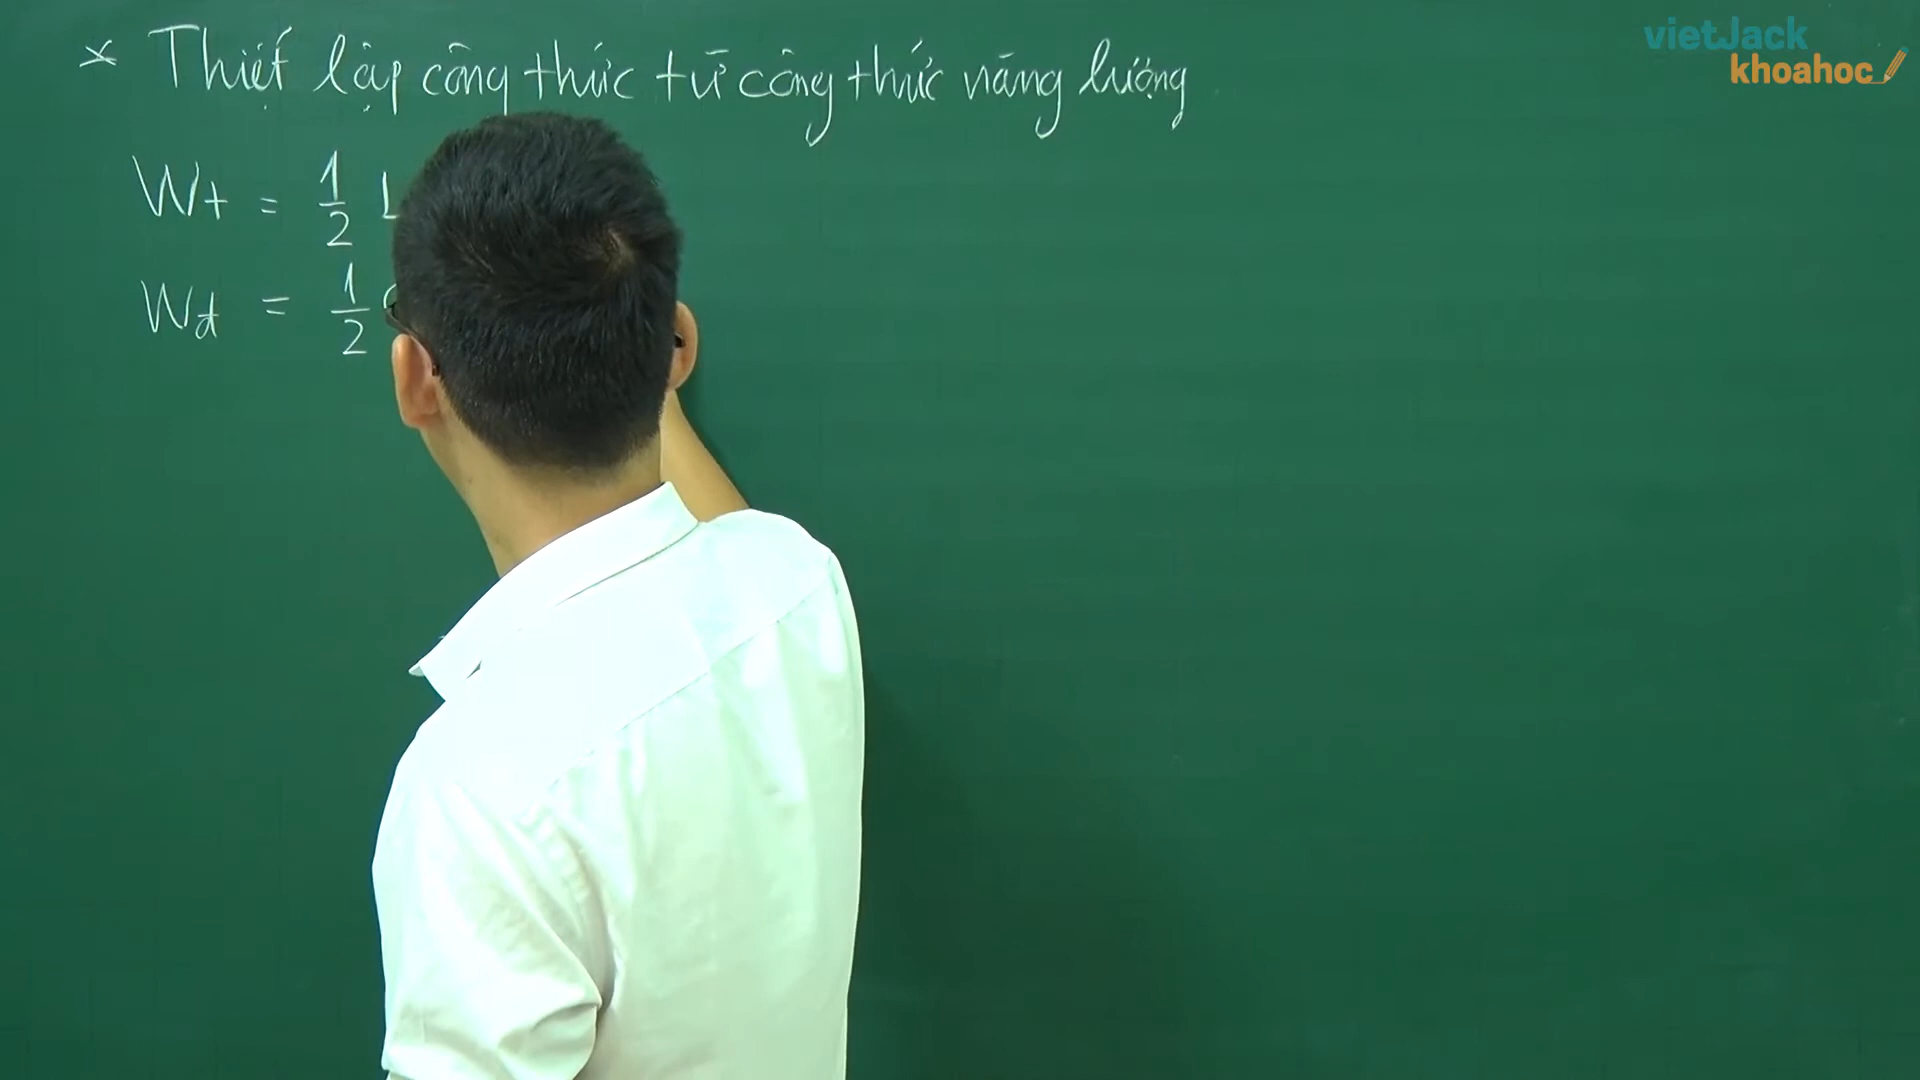 * Thiết lập công thức từ công thức năng lượng
Wt = 1/2 L
Wđ = 1/2
vietJack
khoahoc